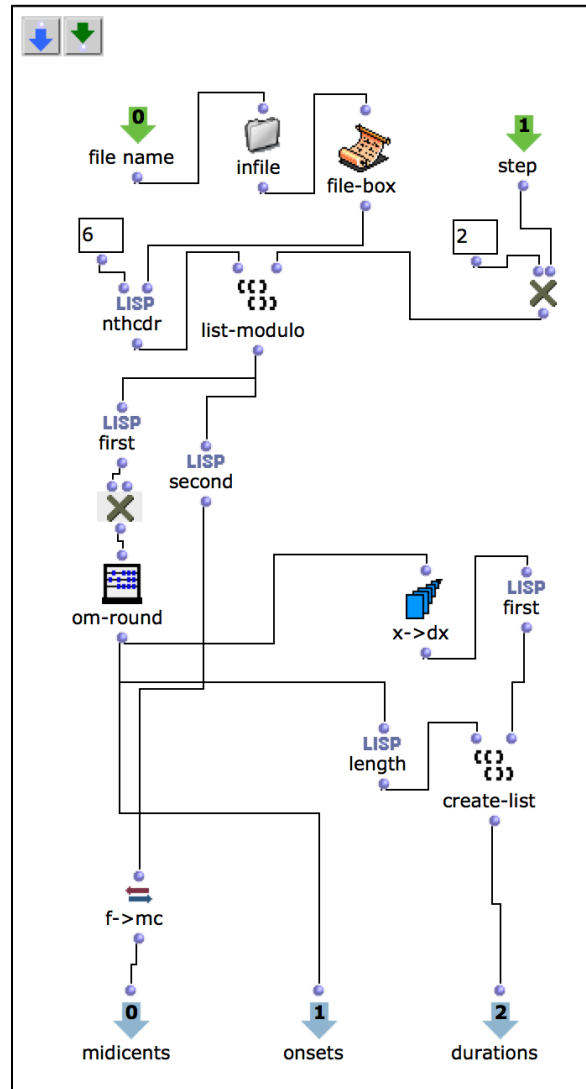 0
file name
infile
file-box
1
step
6
2
LISP
nthcdr
list-modulo
LISP
first
LISP
second
om-round
x->dx
LISP
first
LISP
length
create-list
f->mc
0
midicents
1
onsets
2
durations